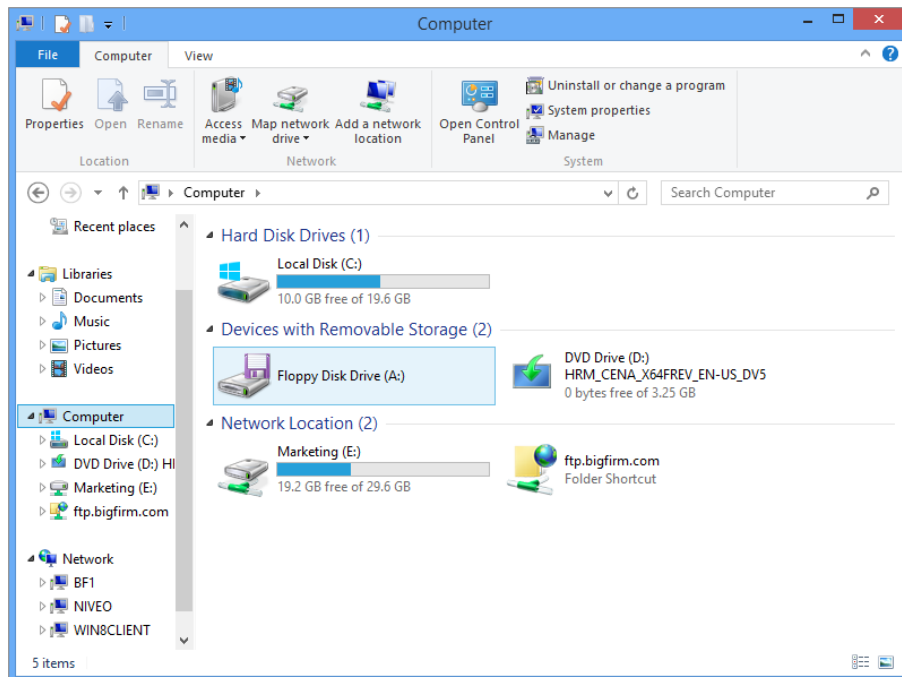 Computer
File
Computer
View
Properties
Open
Rename
Access media
Map network drive
Add a network location
Open Control Panel
Uninstall or change a program
System properties
Manage
Location
Network
System
Computer
Search Computer
Recent places
Libraries
Documents
Music
Pictures
Videos
Computer
Local Disk (C:)
DVD Drive (D:) HI
Marketing (E:)
ftp.bigfirm.com
Network
BF1
NIVEO
WIN8CLIENT
Hard Disk Drives (1)
Local Disk (C:)
10.0 GB free of 19.6 GB
Devices with Removable Storage (2)
Floppy Disk Drive (A:)
DVD Drive (D:)
HRM_CENA_X64FREV_EN-US_DV5
0 bytes free of 3.25 GB
Network Location (2)
Marketing (E:)
19.2 GB free of 29.6 GB
ftp.bigfirm.com
Folder Shortcut
5 items